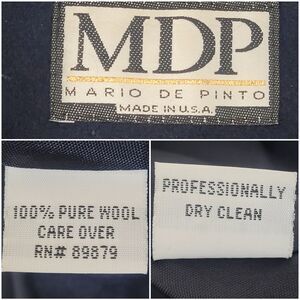 MDP
MARIO DE PINTO
MADE IN U.S.A.
100% PURE WOOL
CARE OVER
RN# 89879
PROFESSIONALLY
DRY CLEAN